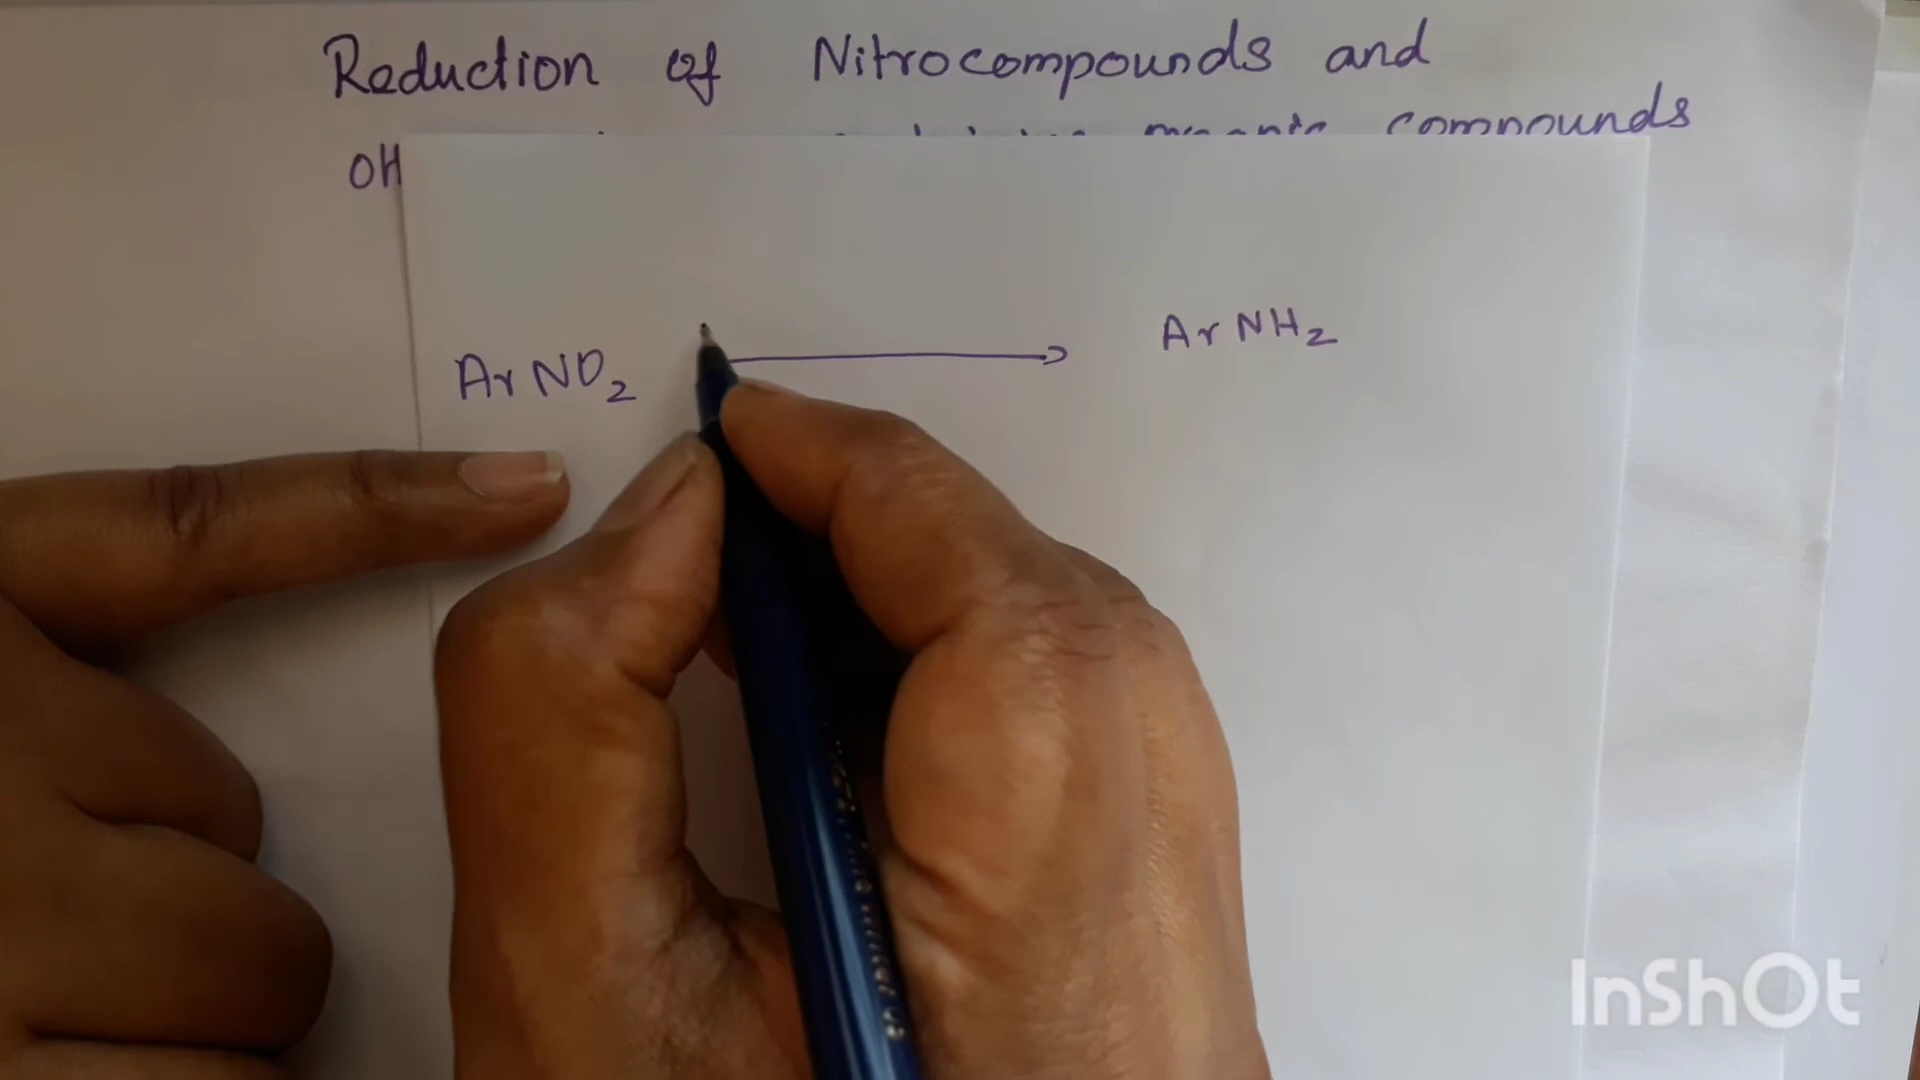 Reduction of Nitrocompounds and
compounds
OH
ArNO2 → ArNH2
InShOt